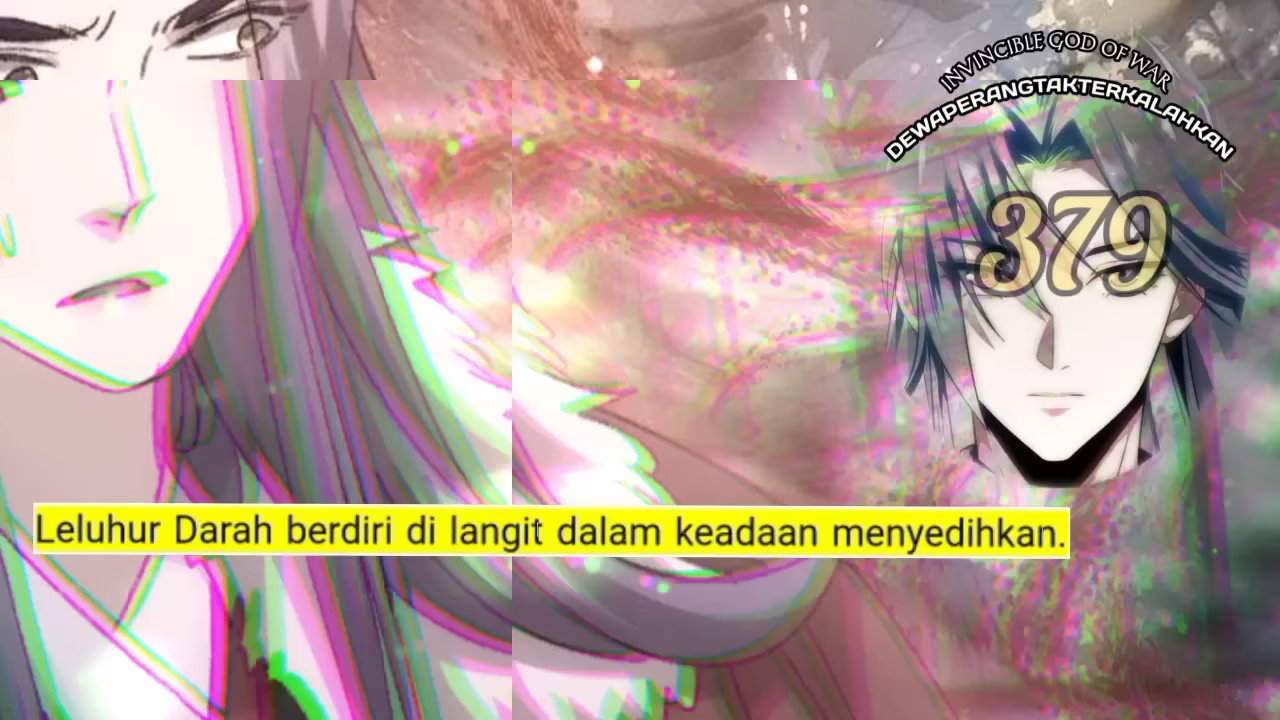 INVINCIBLE GOD OF WAR
DEWAPERANGTAKTERKALAHKAN
379
Leluhur Darah berdiri di langit dalam keadaan menyedihkan.